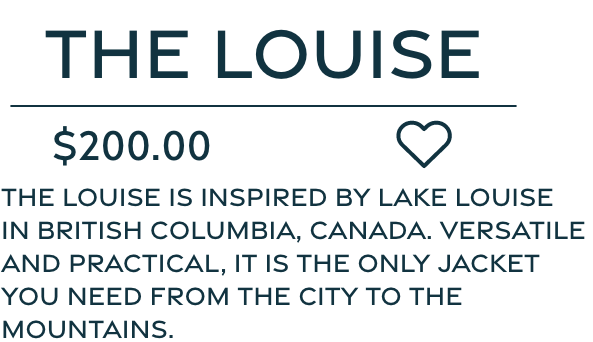 THE LOUISE
$200.00
THE LOUISE IS INSPIRED BY LAKE LOUISE
IN BRITISH COLUMBIA, CANADA. VERSATILE
AND PRACTICAL, IT IS THE ONLY JACKET
YOU NEED FROM THE CITY TO THE
MOUNTAINS.